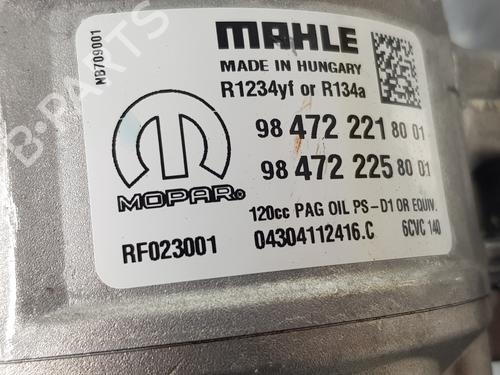 MAHLE
MADE IN HUNGARY
R1234yf or R134a
NB709001
98 472 221 80 01
98 472 225 80 01
MOPAR®
120cc PAG OIL PS-D1 OR EQUIV.
RF023001 04304112416.C 6CVC 140
B-PARTS